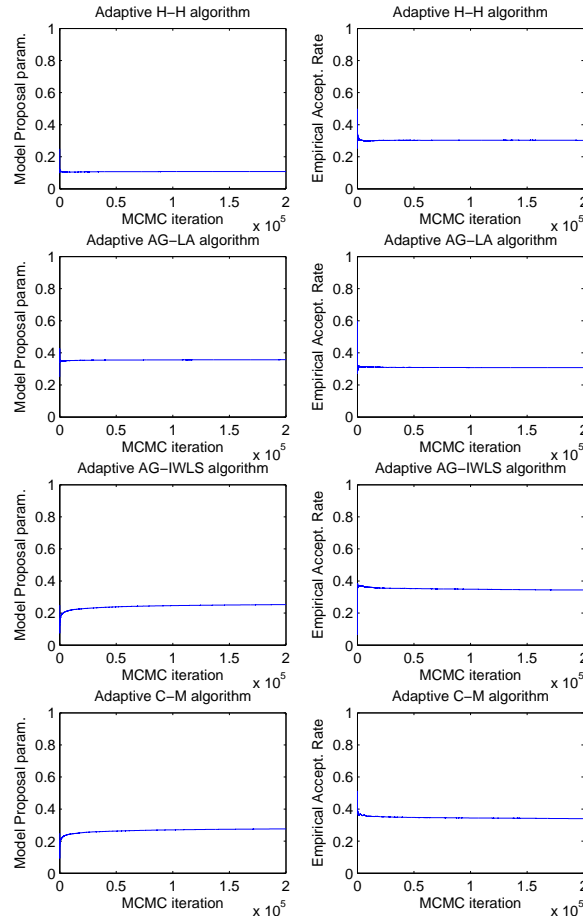 Adaptive H−H algorithm
Model Proposal param.
1
0.8
0.6
0.4
0.2
0
0 0.5 1 1.5 2
x 10^5
MCMC iteration
Adaptive H−H algorithm
Empirical Accept. Rate
1
0.8
0.6
0.4
0.2
0
0 0.5 1 1.5 2
x 10^5
MCMC iteration
Adaptive AG−LA algorithm
Model Proposal param.
1
0.8
0.6
0.4
0.2
0
0 0.5 1 1.5 2
x 10^5
MCMC iteration
Adaptive AG−LA algorithm
Empirical Accept. Rate
1
0.8
0.6
0.4
0.2
0
0 0.5 1 1.5 2
x 10^5
MCMC iteration
Adaptive AG−IWLS algorithm
Model Proposal param.
1
0.8
0.6
0.4
0.2
0
0 0.5 1 1.5 2
x 10^5
MCMC iteration
Adaptive AG−IWLS algorithm
Empirical Accept. Rate
1
0.8
0.6
0.4
0.2
0
0 0.5 1 1.5 2
x 10^5
MCMC iteration
Adaptive C−M algorithm
Model Proposal param.
1
0.8
0.6
0.4
0.2
0
0 0.5 1 1.5 2
x 10^5
MCMC iteration
Adaptive C−M algorithm
Empirical Accept. Rate
1
0.8
0.6
0.4
0.2
0
0 0.5 1 1.5 2
x 10^5
MCMC iteration